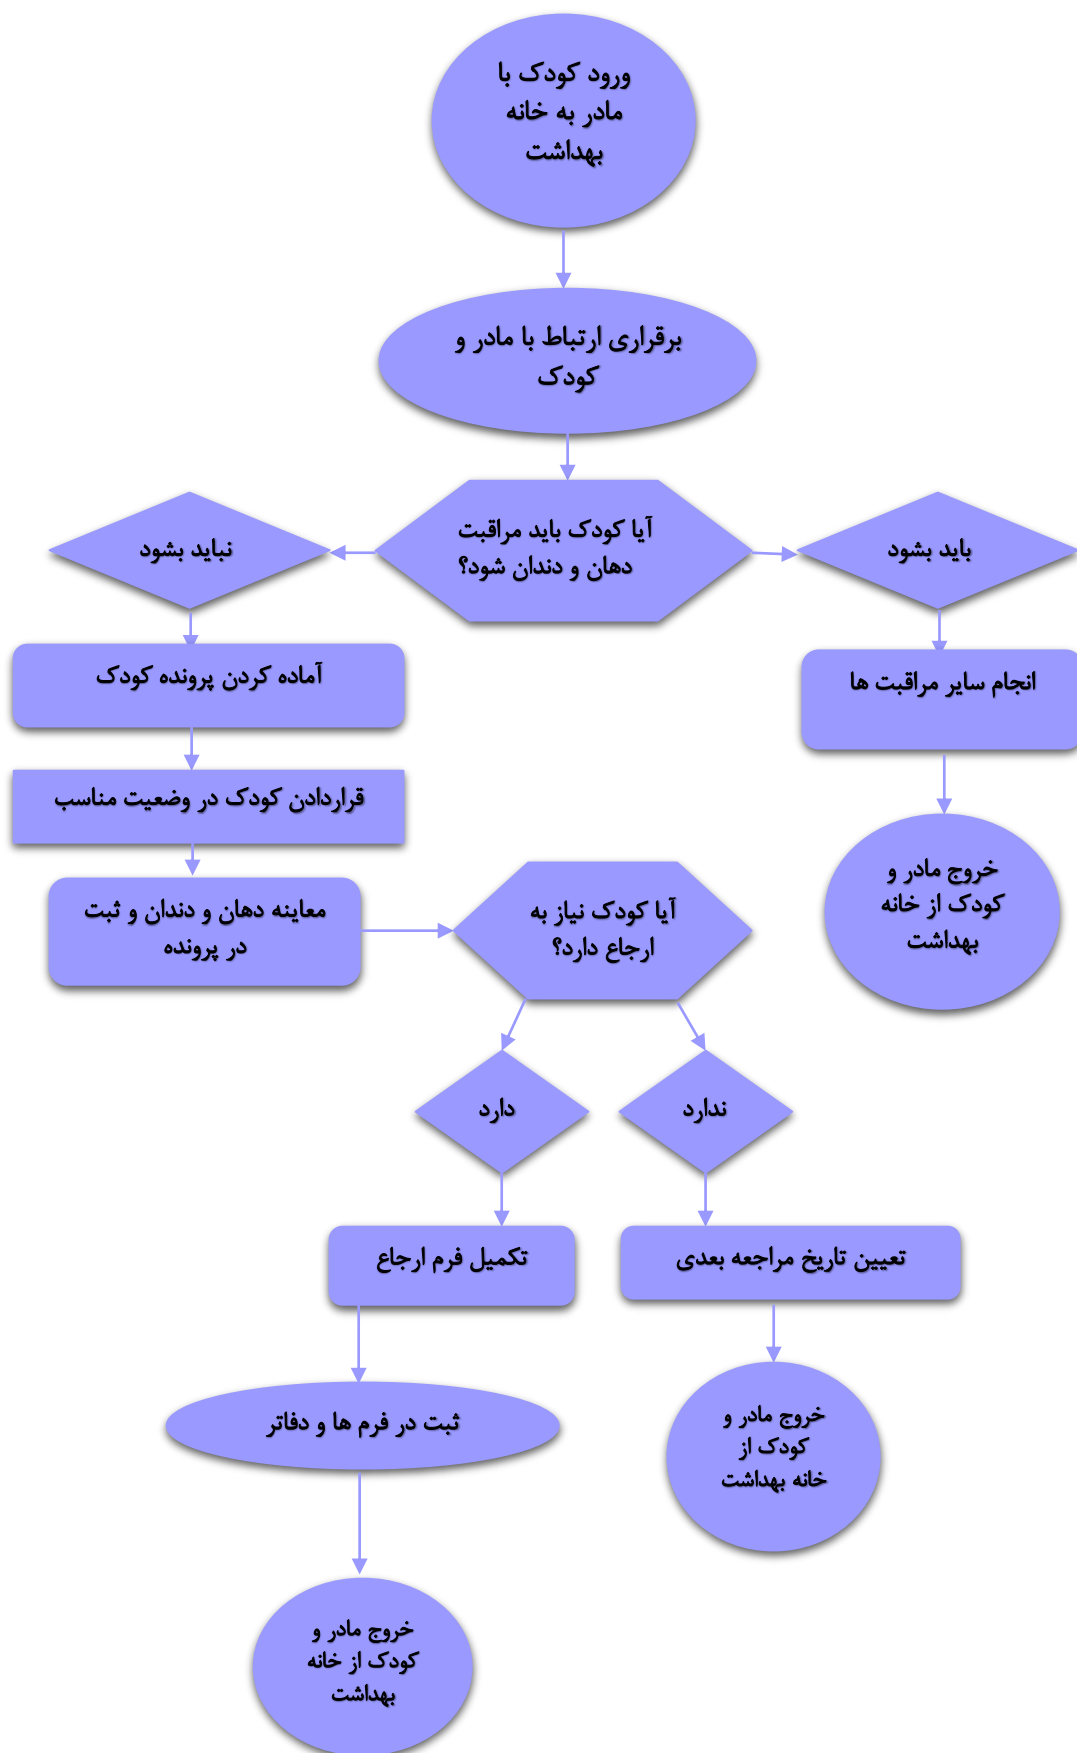 ورود کودک با
مادر به خانه
بهداشت
برقراری ارتباط با مادر و
کودک
آیا کودک باید مراقبت
دهان و دندان شود؟
باید بشود
نباید بشود
انجام سایر مراقبت ها
آماده کردن پرونده کودک
قراردادن کودک در وضعیت مناسب
خروج مادر و
کودک از خانه
بهداشت
معاینه دهان و دندان و ثبت
در پرونده
آیا کودک نیاز به
ارجاع دارد؟
ندارد
دارد
تعیین تاریخ مراجعه بعدی
تکمیل فرم ارجاع
خروج مادر و
کودک از
خانه بهداشت
ثبت در فرم ها و دفاتر
خروج مادر و
کودک از خانه
بهداشت